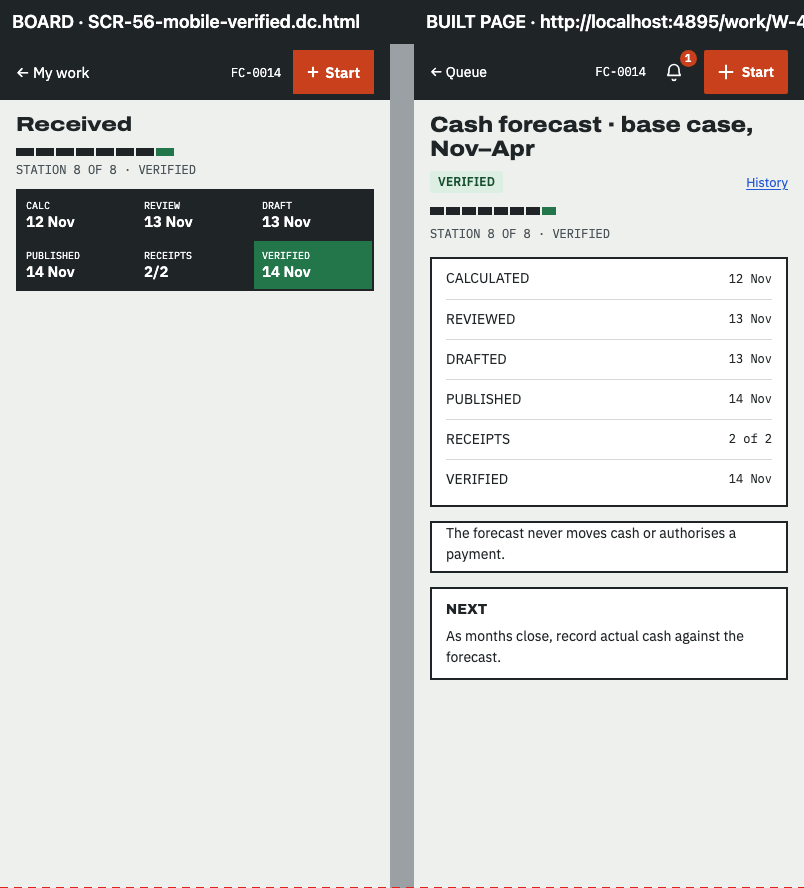 BOARD · SCR-56-mobile-verified.dc.html
← My work
FC-0014
+ Start
Received
STATION 8 OF 8 · VERIFIED
CALC
12 Nov
REVIEW
13 Nov
DRAFT
13 Nov
PUBLISHED
14 Nov
RECEIPTS
2/2
VERIFIED
14 Nov
BUILT PAGE · http://localhost:4895/work/W-4
← Queue
FC-0014
1
+ Start
Cash forecast · base case,
Nov–Apr
VERIFIED
History
STATION 8 OF 8 · VERIFIED
CALCULATED 12 Nov
REVIEWED 13 Nov
DRAFTED 13 Nov
PUBLISHED 14 Nov
RECEIPTS 2 of 2
VERIFIED 14 Nov
The forecast never moves cash or authorises a
payment.
NEXT
As months close, record actual cash against the
forecast.